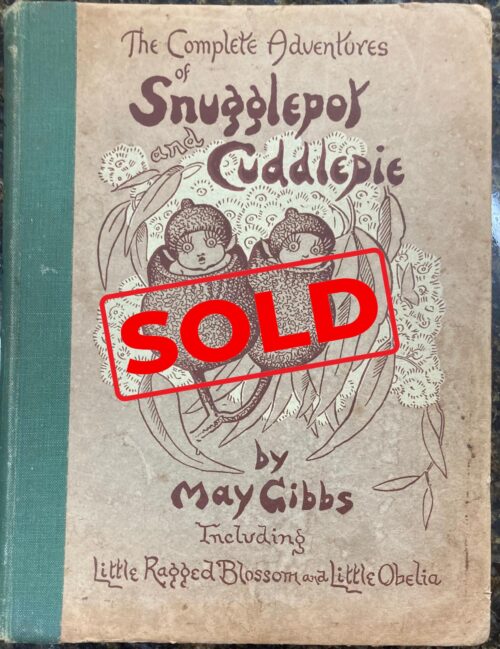 The Complete Adventures
of
Snugglepot
and
Cuddlepie
SOLD
by
May Gibbs
Including
Little Ragged Blossom and Little Obelia